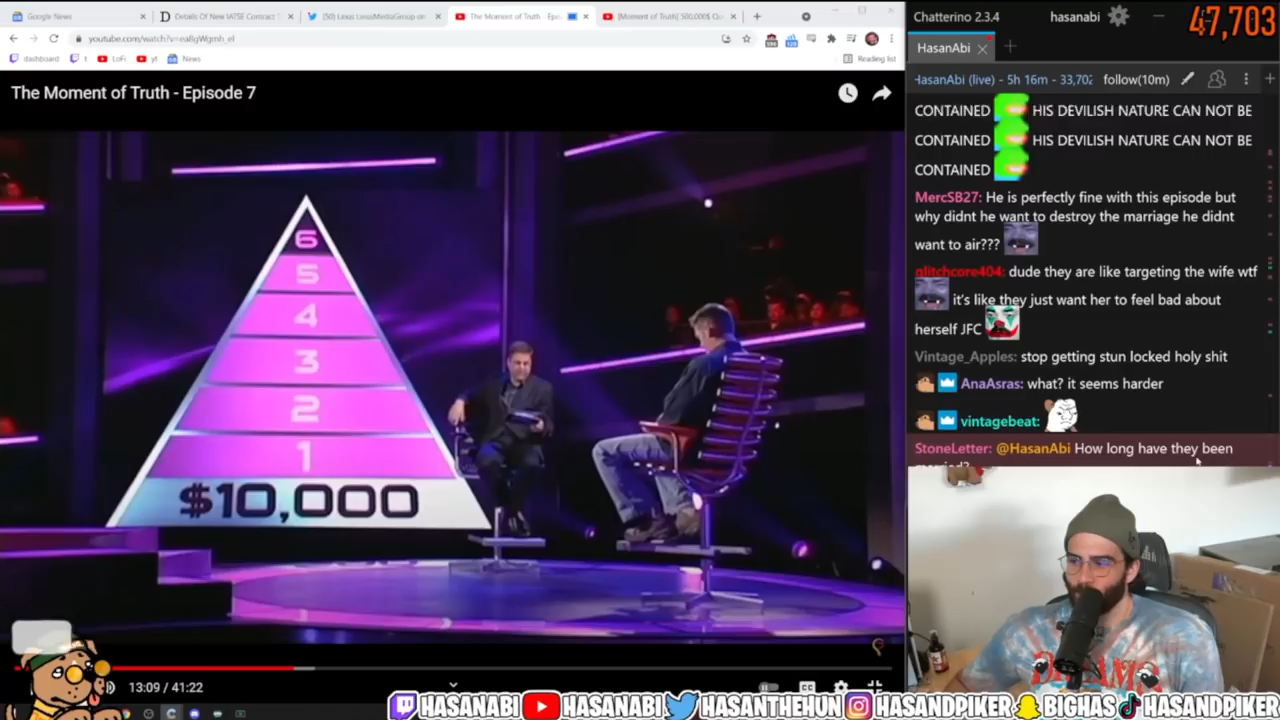 Google News
Details Of New IATSE Contract
(50) Lexus LexusMediaGroup on
The Moment of Truth - Epi
[Moment of Truth] 500,000$ Qu
youtube.com/watch?v=ea8gWgmh_eI
dashboard
LoFi
News
Reading list
The Moment of Truth - Episode 7
6
5
4
3
2
1
$10,000
13:09 / 41:22
CC
Chatterino 2.3.4
hasanabi
47,703
HasanAbi
HasanAbi (live) - 5h 16m - 33,702
follow(10m)
CONTAINED HIS DEVILISH NATURE CAN NOT BE
CONTAINED HIS DEVILISH NATURE CAN NOT BE
CONTAINED
MercSB27: He is perfectly fine with this episode but
why didnt he want to destroy the marriage he didnt
want to air???
glitchcore404: dude they are like targeting the wife wtf
it's like they just want her to feel bad about
herself JFC
Vintage_Apples: stop getting stun locked holy shit
AnaAsras: what? it seems harder
vintagebeat:
StoneLetter: @HasanAbi How long have they been
married?
HASANABI HASANABI HASANTHEHUN HASANDPIKER BIGHAS HASANDPIKER